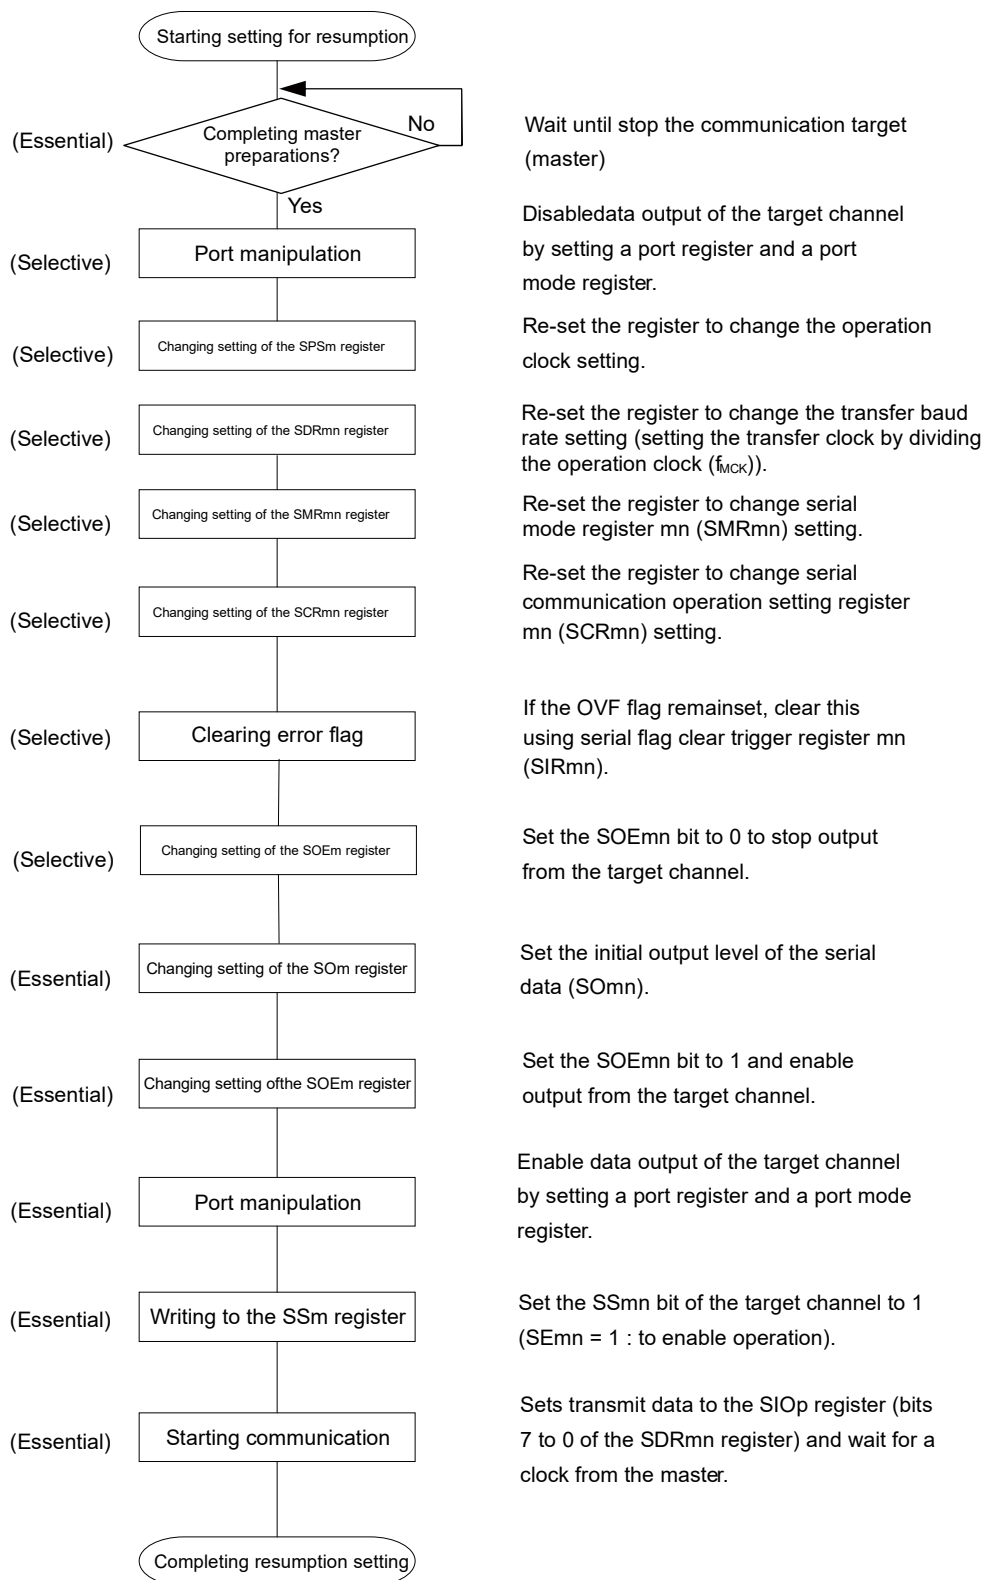 Starting setting for resumption
(Essential)
Completing master
preparations?
No
Yes
Wait until stop the communication target
(master)
(Selective)
Port manipulation
Disabledata output of the target channel
by setting a port register and a port
mode register.
(Selective)
Changing setting of the SPSm register
Re-set the register to change the operation
clock setting.
(Selective)
Changing setting of the SDRmn register
Re-set the register to change the transfer baud
rate setting (setting the transfer clock by dividing
the operation clock (fMCK)).
(Selective)
Changing setting of the SMRmn register
Re-set the register to change serial
mode register mn (SMRmn) setting.
(Selective)
Changing setting of the SCRmn register
Re-set the register to change serial
communication operation setting register
mn (SCRmn) setting.
(Selective)
Clearing error flag
If the OVF flag remainset, clear this
using serial flag clear trigger register mn
(SIRmn).
(Selective)
Changing setting of the SOEm register
Set the SOEmn bit to 0 to stop output
from the target channel.
(Essential)
Changing setting of the SOm register
Set the initial output level of the serial
data (SOmn).
(Essential)
Changing setting ofthe SOEm register
Set the SOEmn bit to 1 and enable
output from the target channel.
(Essential)
Port manipulation
Enable data output of the target channel
by setting a port register and a port mode
register.
(Essential)
Writing to the SSm register
Set the SSmn bit of the target channel to 1
(SEmn = 1 : to enable operation).
(Essential)
Starting communication
Sets transmit data to the SIOp register (bits
7 to 0 of the SDRmn register) and wait for a
clock from the master.
Completing resumption setting